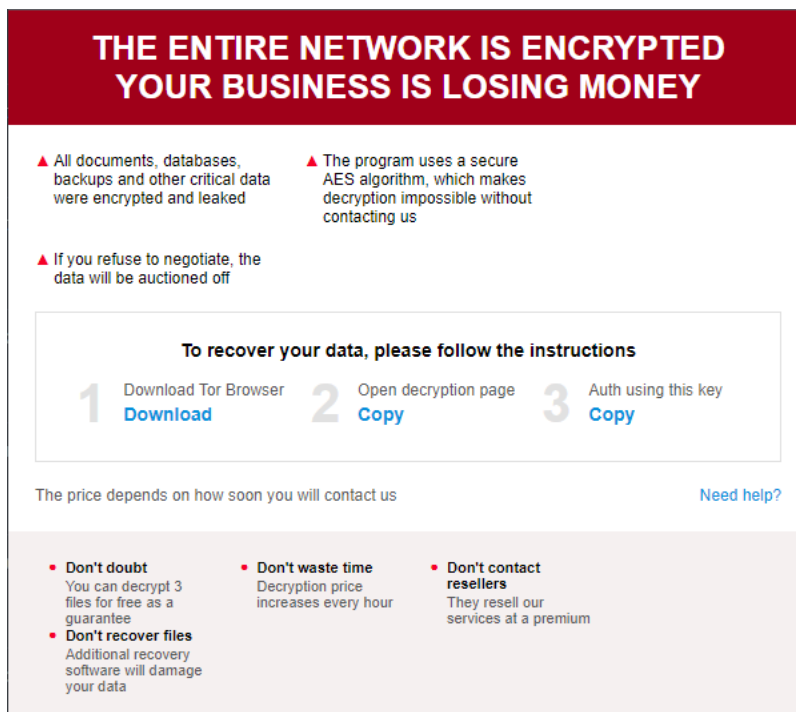 THE ENTIRE NETWORK IS ENCRYPTED
YOUR BUSINESS IS LOSING MONEY
▲ All documents, databases,
backups and other critical data
were encrypted and leaked
▲ The program uses a secure
AES algorithm, which makes
decryption impossible without
contacting us
▲ If you refuse to negotiate, the
data will be auctioned off
To recover your data, please follow the instructions
1
Download Tor Browser
Download
2
Open decryption page
Copy
3
Auth using this key
Copy
The price depends on how soon you will contact us
Need help?
• Don't doubt
You can decrypt 3
files for free as a
guarantee
• Don't waste time
Decryption price
increases every hour
• Don't contact
resellers
They resell our
services at a premium
• Don't recover files
Additional recovery
software will damage
your data